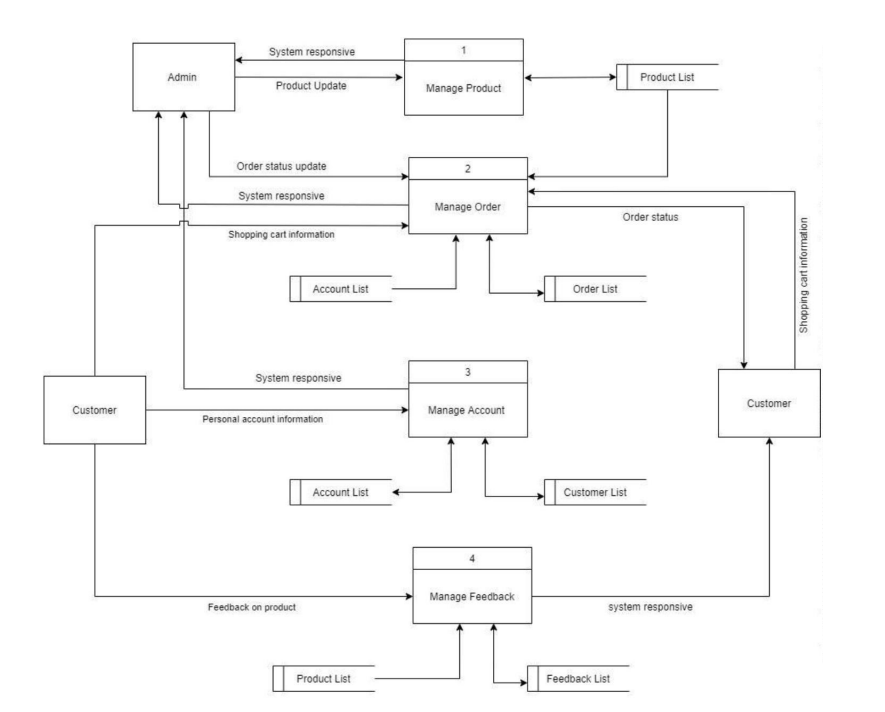 System responsive
1
Admin
Product Update
Manage Product
Product List
Order status update
2
System responsive
Manage Order
Order status
Shopping cart information
Shopping cart information
Account List
Order List
System responsive
3
Customer
Personal account information
Manage Account
Customer
Account List
Customer List
4
Feedback on product
Manage Feedback
system responsive
Product List
Feedback List